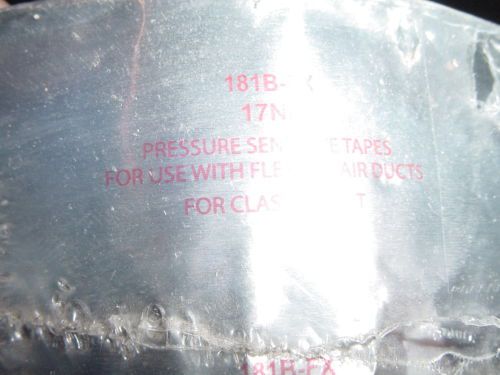 181B-
17N
PRESSURE SEN E TAPES
FOR USE WITH FLE AIR DUCTS
FOR CLAS T
181B-FX